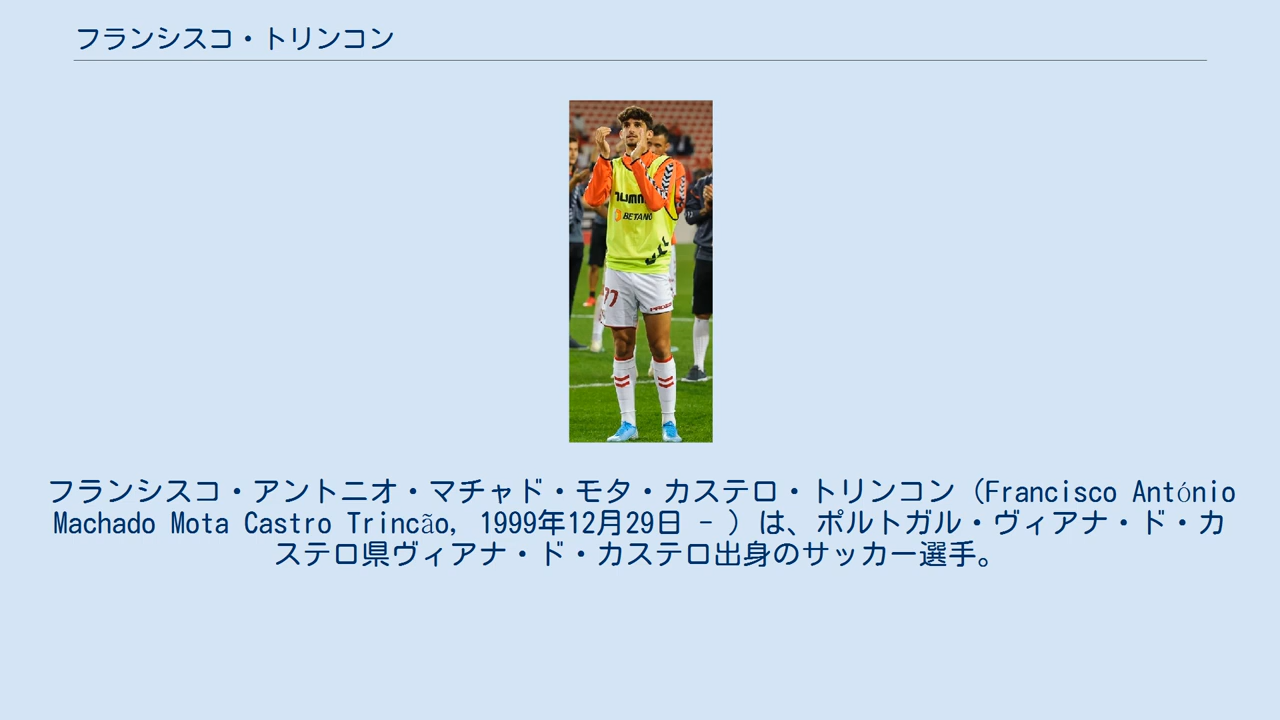 フランシスコ・トリンコン
hummel
BETANO
77
フランシスコ・アントニオ・マチャド・モタ・カステロ・トリンコン（Francisco António
Machado Mota Castro Trincão, 1999年12月29日 - ）は、ポルトガル・ヴィアナ・ド・カ
ステロ県ヴィアナ・ド・カステロ出身のサッカー選手。